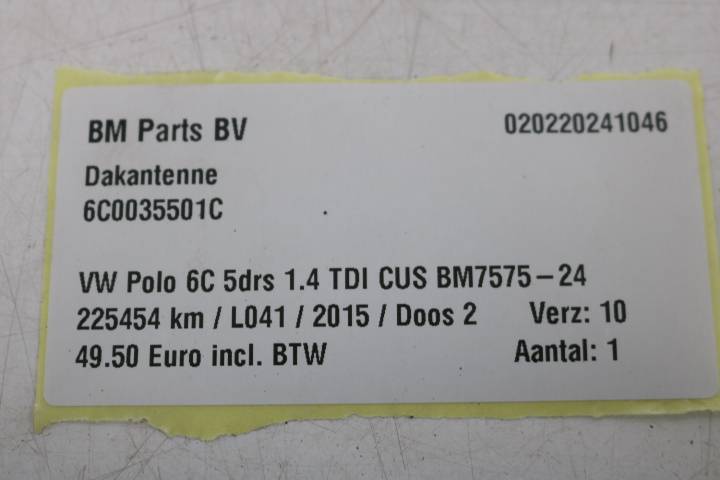 BM Parts BV 020220241046
Dakantenne
6C0035501C
VW Polo 6C 5drs 1.4 TDI CUS BM7575-24
225454 km / L041 / 2015 / Doos 2 Verz: 10
49.50 Euro incl. BTW Aantal: 1